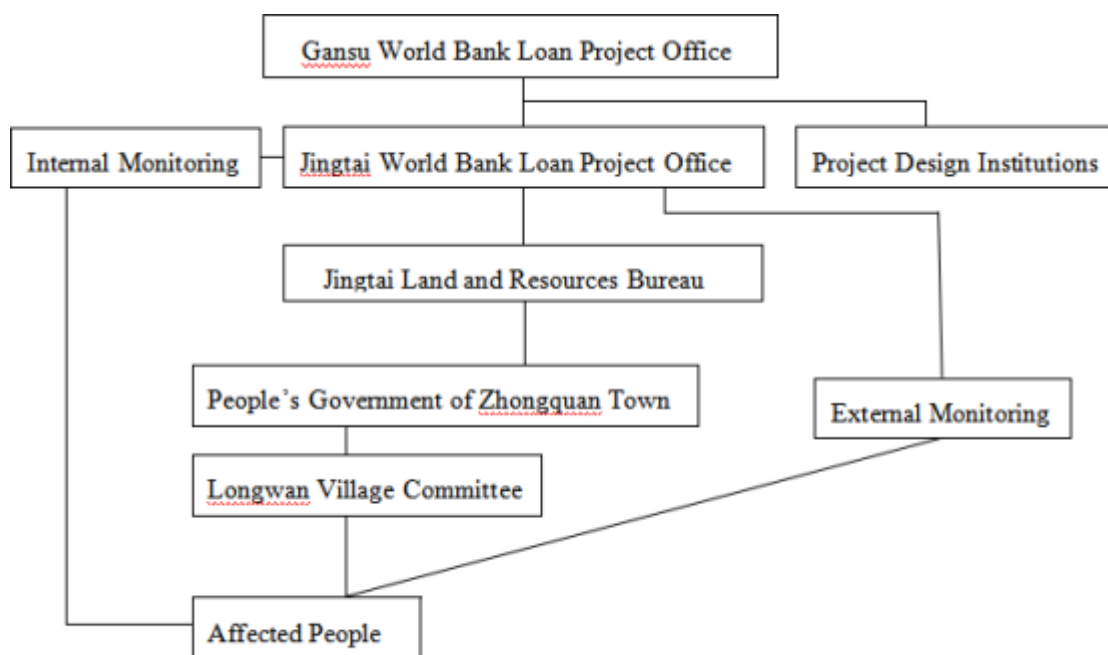 Gansu World Bank Loan Project Office
Internal Monitoring
Jingtai World Bank Loan Project Office
Project Design Institutions
Jingtai Land and Resources Bureau
People’s Government of Zhongquan Town
External Monitoring
Longwan Village Committee
Affected People